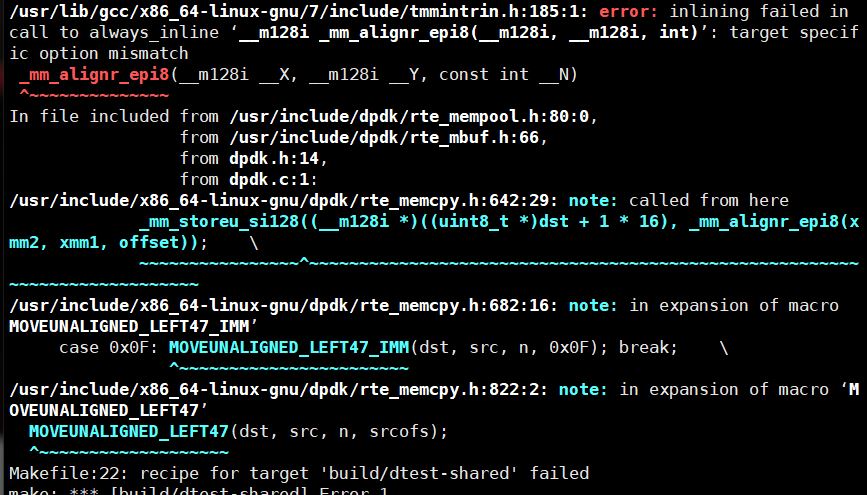 /usr/lib/gcc/x86_64-linux-gnu/7/include/tmmintrin.h:185:1: error: inlining failed in
call to always_inline ‘__m128i _mm_alignr_epi8(__m128i, __m128i, int)’: target specif
ic option mismatch
_mm_alignr_epi8(__m128i __X, __m128i __Y, const int __N)
^~~~~~~~~~~~~~~
In file included from /usr/include/dpdk/rte_mempool.h:80:0,
from /usr/include/dpdk/rte_mbuf.h:66,
from dpdk.h:14,
from dpdk.c:1:
/usr/include/x86_64-linux-gnu/dpdk/rte_memcpy.h:642:29: note: called from here
_mm_storeu_si128((__m128i *)((uint8_t *)dst + 1 * 16), _mm_alignr_epi8(x
mm2, xmm1, offset)); \
~~~~~~~~~~~~~~~~^~~~~~~~~~~~~~~~~~~~~~~~~~~~~~~~~~~~~~~~~~~~~~~~~~~~~~~~
~~~~~~~~~~~~~~~~~~~
/usr/include/x86_64-linux-gnu/dpdk/rte_memcpy.h:682:16: note: in expansion of macro
MOVEUNALIGNED_LEFT47_IMM’
case 0x0F: MOVEUNALIGNED_LEFT47_IMM(dst, src, n, 0x0F); break; \
^~~~~~~~~~~~~~~~~~~~~~~~
/usr/include/x86_64-linux-gnu/dpdk/rte_memcpy.h:822:2: note: in expansion of macro ‘M
OVEUNALIGNED_LEFT47’
MOVEUNALIGNED_LEFT47(dst, src, n, srcofs);
^~~~~~~~~~~~~~~~~~~~
Makefile:22: recipe for target 'build/dtest-shared' failed
make: *** [build/dtest-shared] Error 1